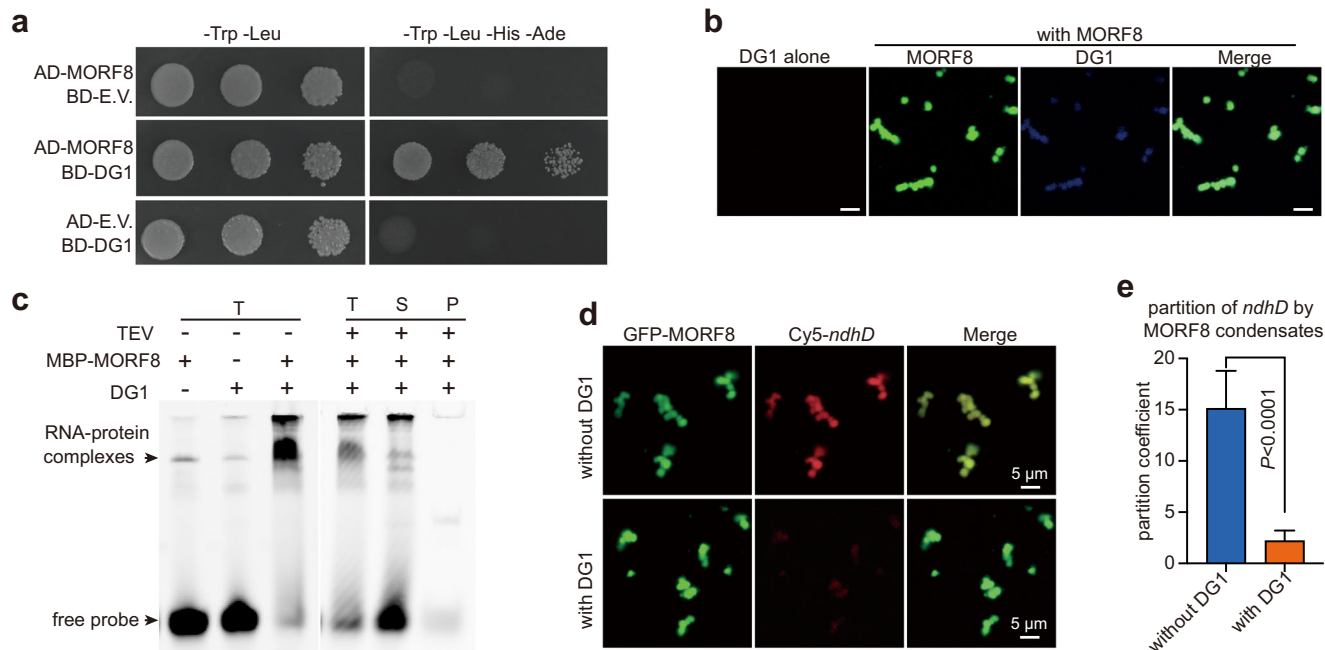 a
-Trp -Leu
-Trp -Leu -His -Ade
AD-MORF8
BD-E.V.
AD-MORF8
BD-DG1
AD-E.V.
BD-DG1
b
with MORF8
DG1 alone
MORF8
DG1
Merge
c
T
T S P
TEV - - - + + +
MBP-MORF8 + - + + + +
DG1 - + + + + +
RNA-protein
complexes
free probe
d
GFP-MORF8
Cy5-ndhD
Merge
without DG1
5 µm
with DG1
5 µm
e
partition of ndhD by
MORF8 condensates
partition coefficient
20
15
10
5
0
P<0.0001
without DG1
with DG1